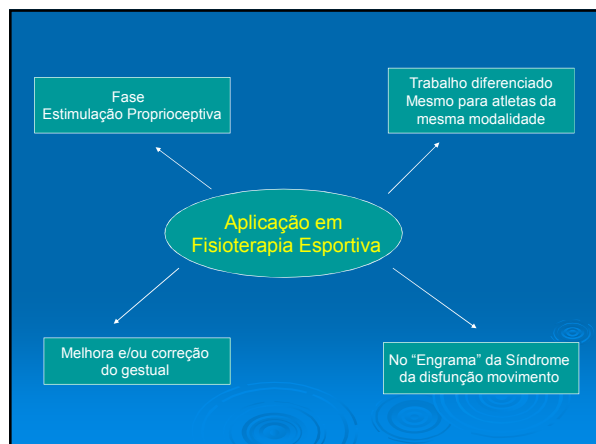 Fase
Estimulação Proprioceptiva
Trabalho diferenciado
Mesmo para atletas da
mesma modalidade
Aplicação em
Fisioterapia Esportiva
Melhora e/ou correção
do gestual
No “Engrama” da Síndrome
da disfunção movimento